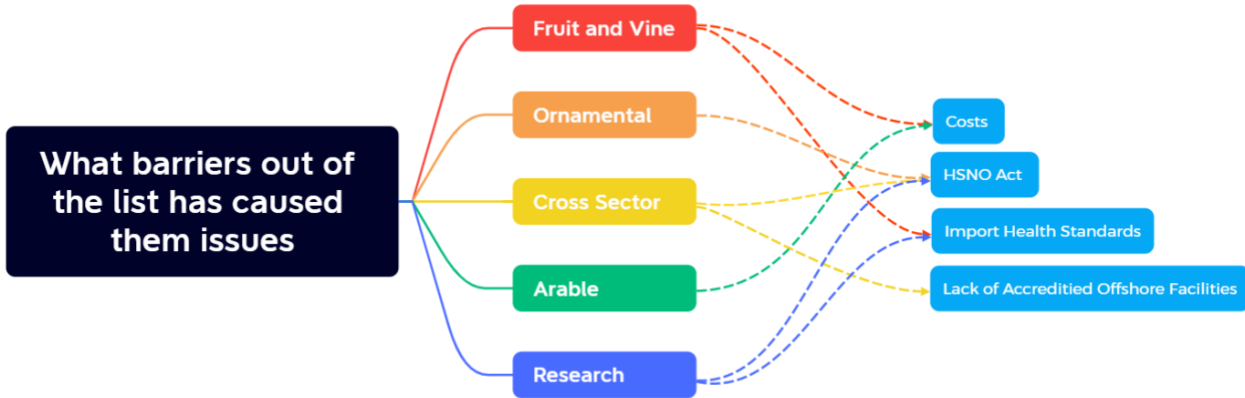 What barriers out of
the list has caused
them issues
Fruit and Vine
Ornamental
Cross Sector
Arable
Research
Costs
HSNO Act
Import Health Standards
Lack of Accreditied Offshore Facilities